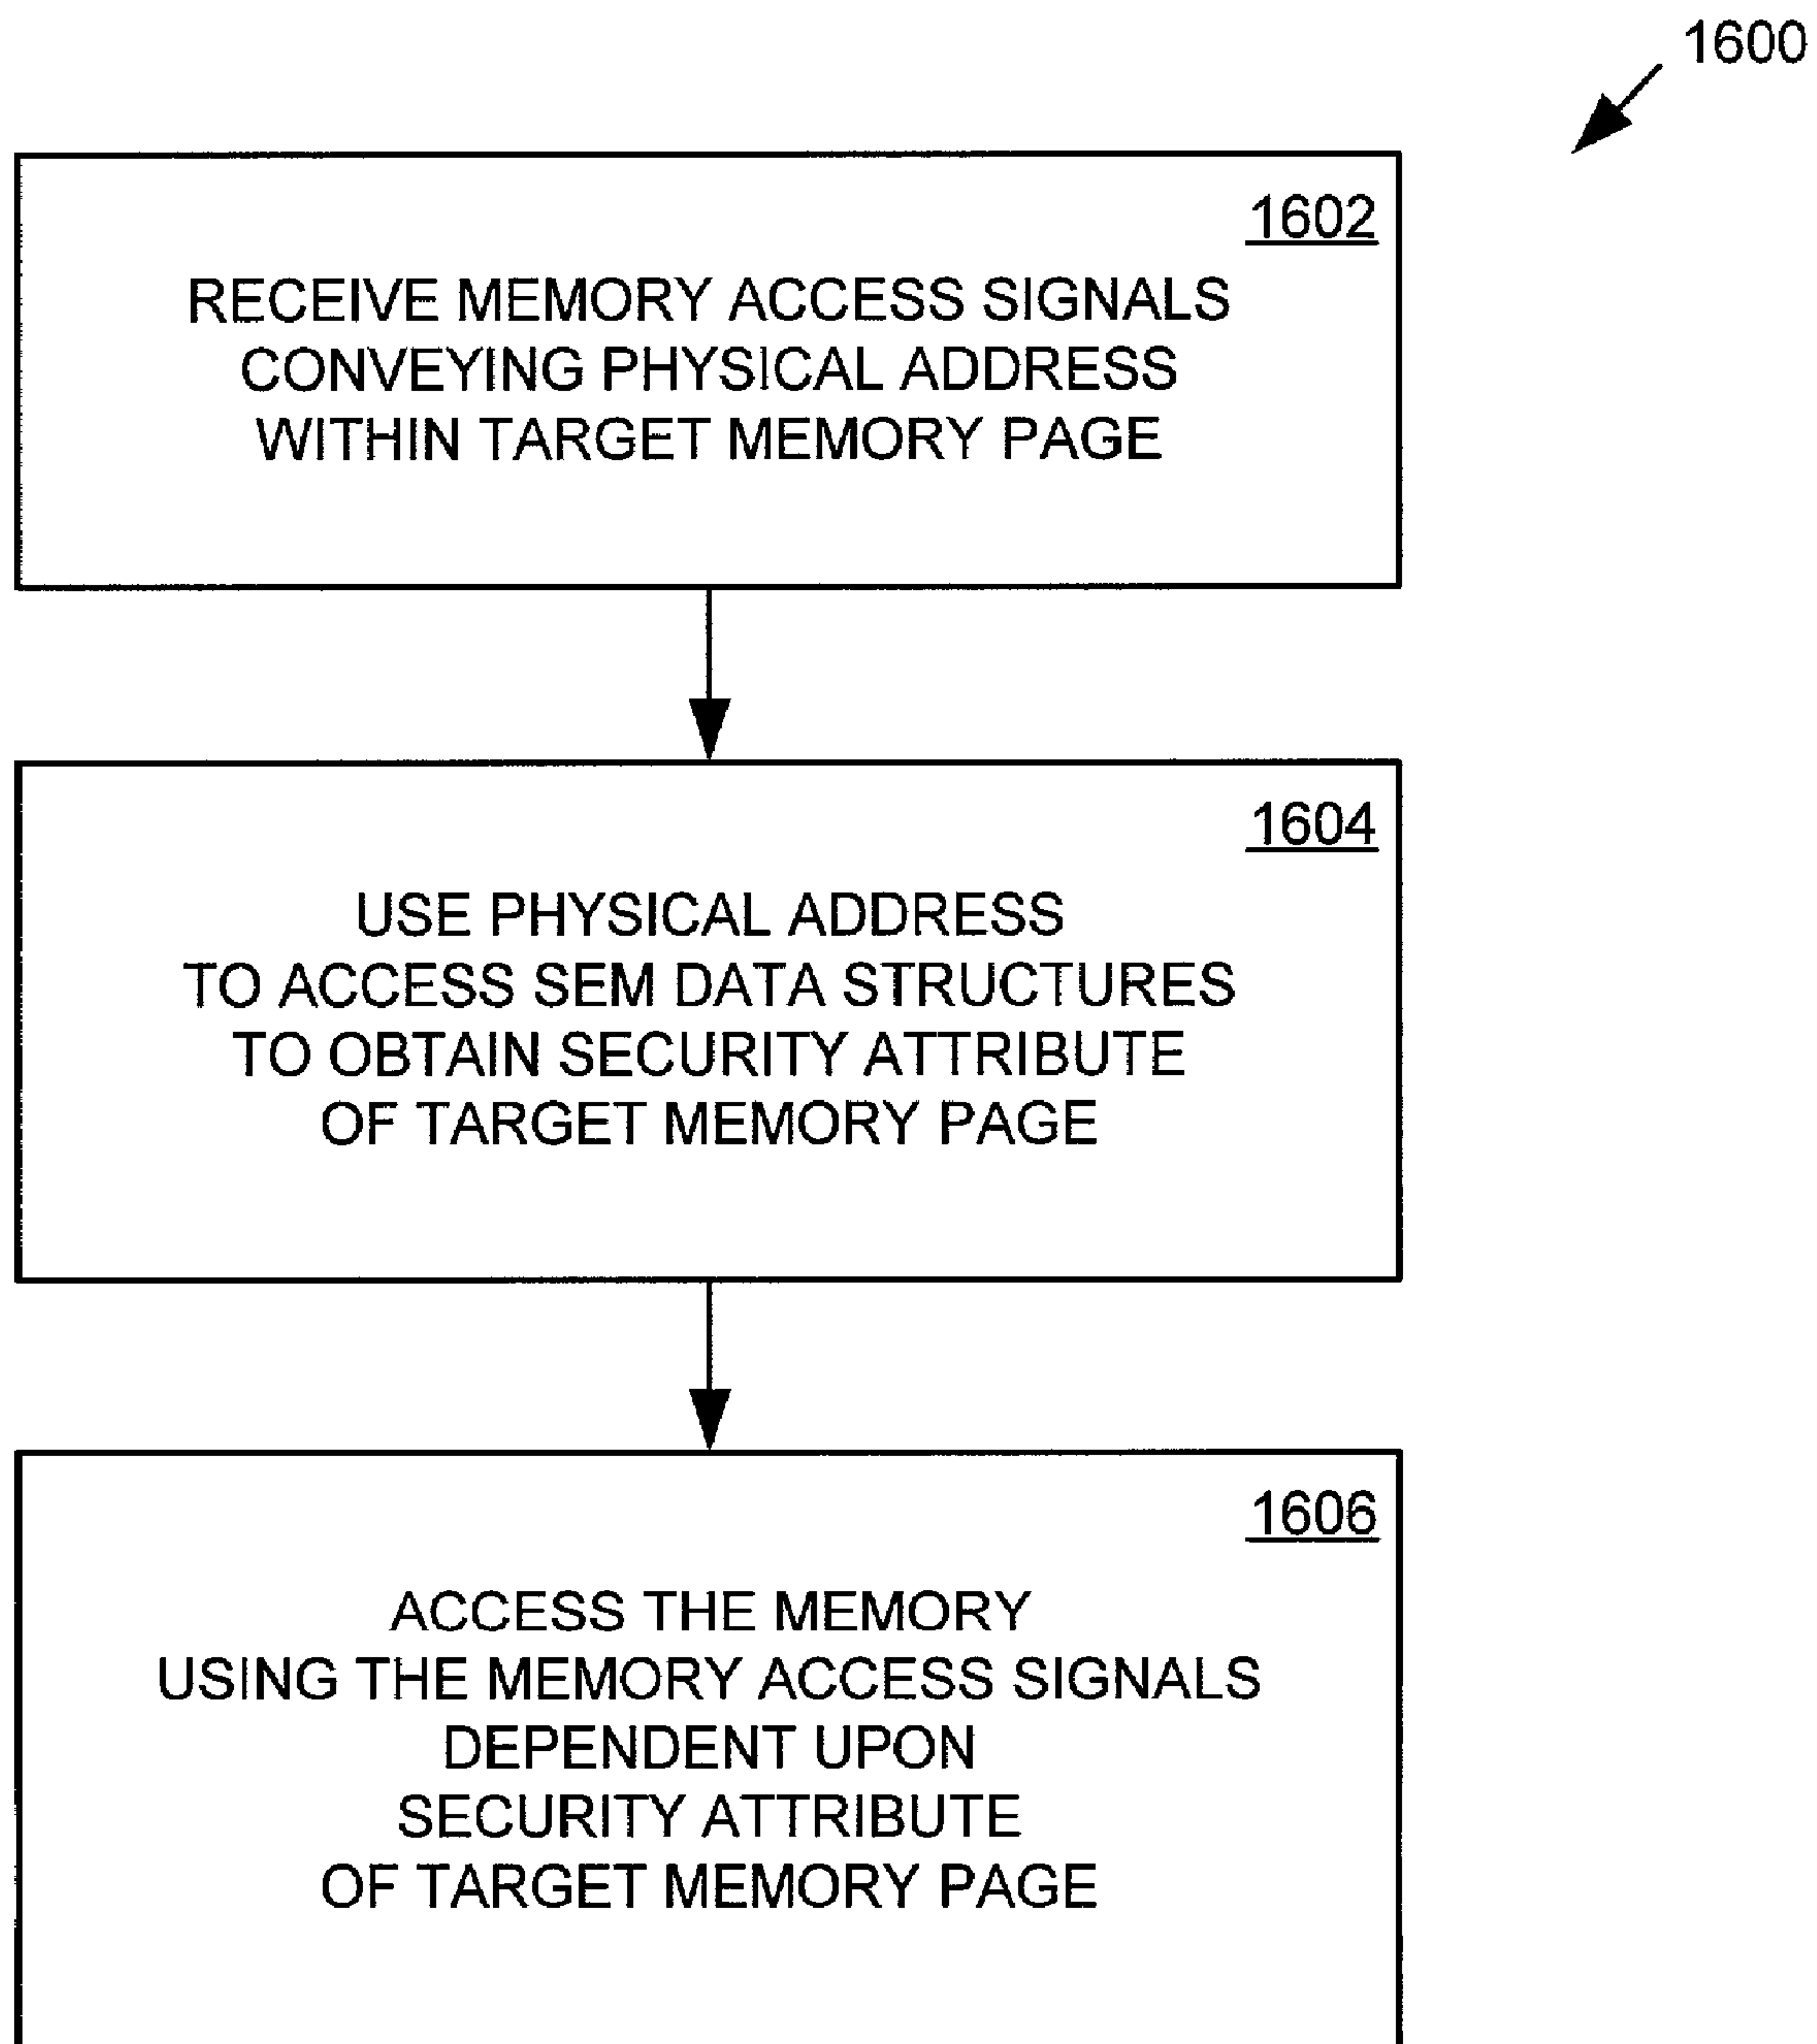 1600
1602
RECEIVE MEMORY ACCESS SIGNALS
CONVEYING PHYSICAL ADDRESS
WITHIN TARGET MEMORY PAGE
1604
USE PHYSICAL ADDRESS
TO ACCESS SEM DATA STRUCTURES
TO OBTAIN SECURITY ATTRIBUTE
OF TARGET MEMORY PAGE
1606
ACCESS THE MEMORY
USING THE MEMORY ACCESS SIGNALS
DEPENDENT UPON
SECURITY ATTRIBUTE
OF TARGET MEMORY PAGE